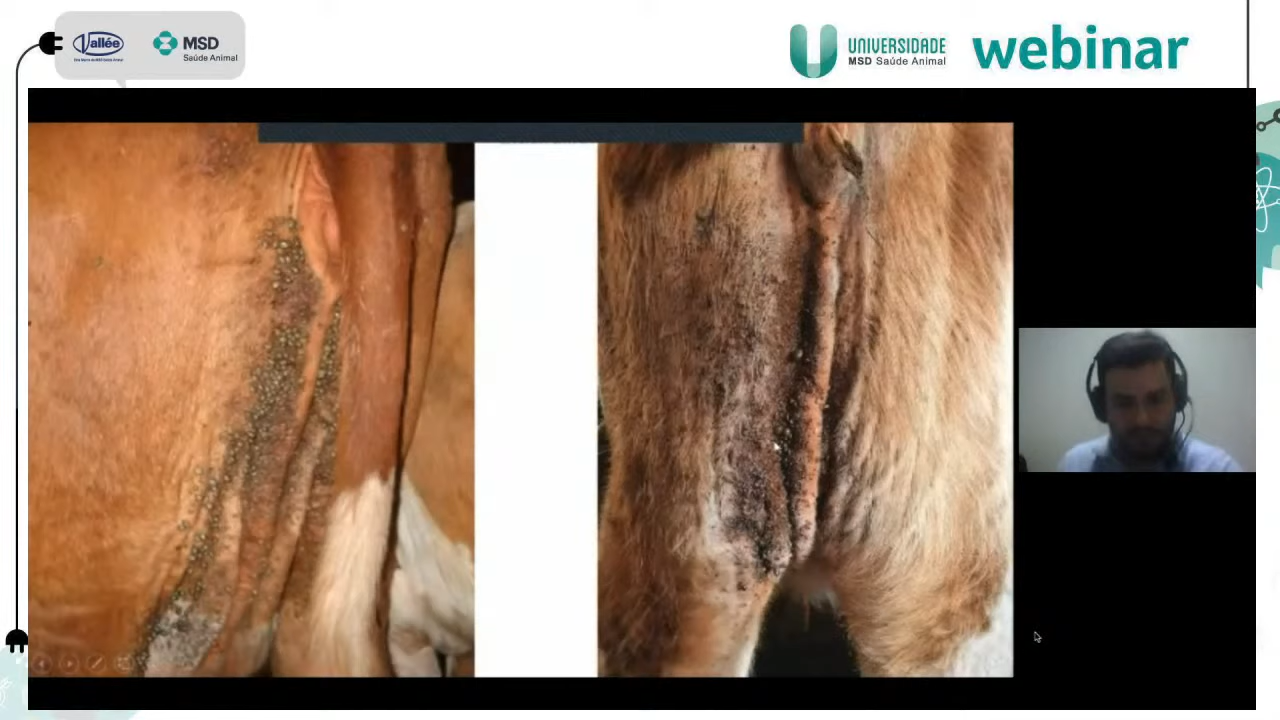 Vallée
MSD
Saúde Animal
UNIVERSIDADE
MSD Saúde Animal
webinar